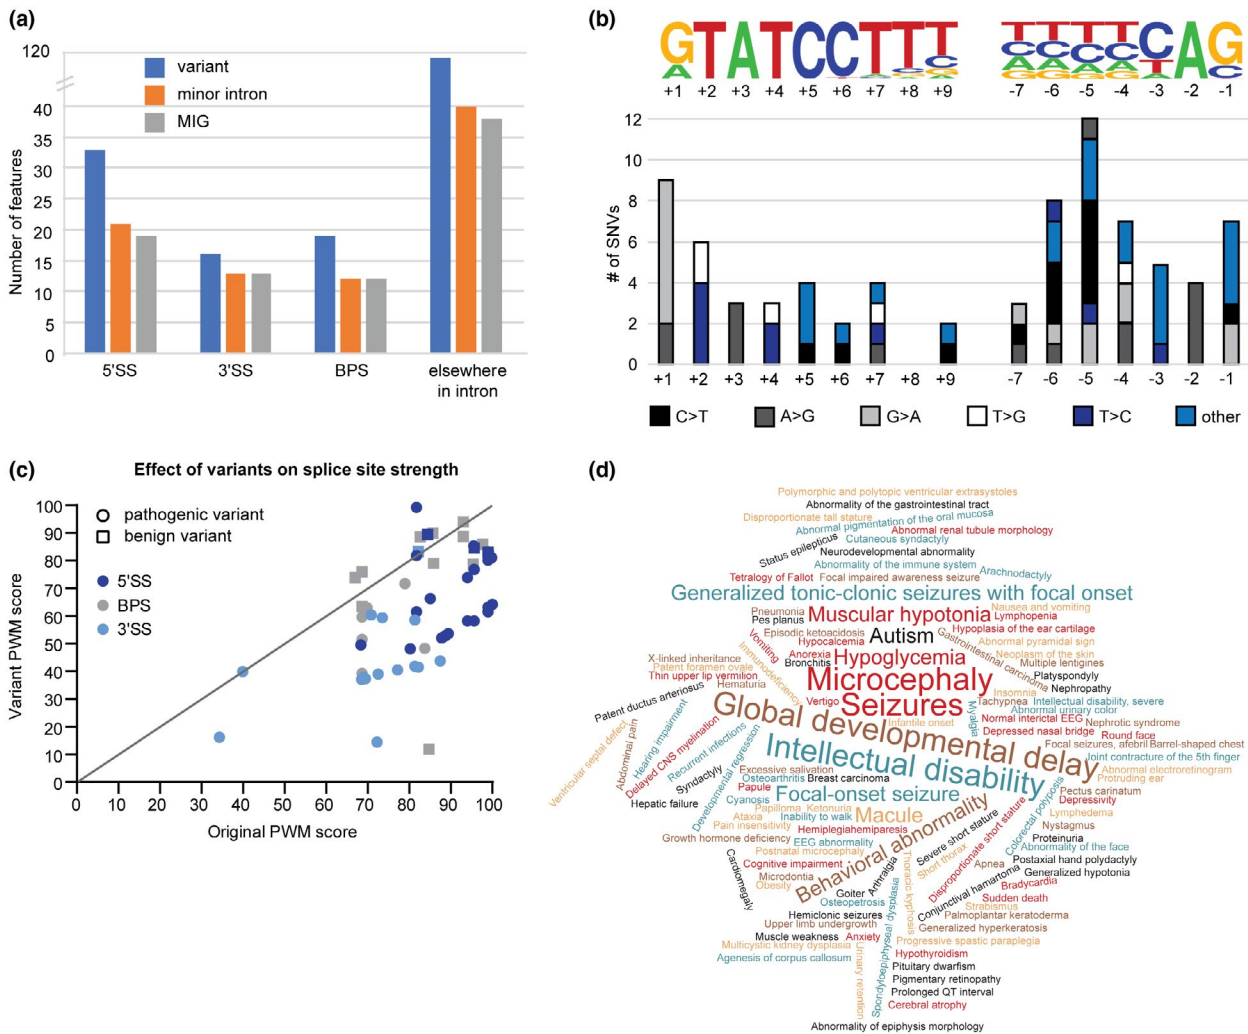 (a)
120
40
35
30
25
20
15
10
5
0
Number of features
variant
minor intron
MIG
5'SS
3'SS
BPS
elsewhere
in intron
(b)
GTATCCTTT
A
C
G
+1 +2 +3 +4 +5 +6 +7 +8 +9
TTTTCAG
CCCCTC
AAAAA
GGGG
-7 -6 -5 -4 -3 -2 -1
# of SNVs
12
10
8
6
4
2
0
+1 +2 +3 +4 +5 +6 +7 +8 +9 -7 -6 -5 -4 -3 -2 -1
C>T A>G G>A T>G T>C other
(c)
Effect of variants on splice site strength
pathogenic variant
benign variant
5'SS
BPS
3'SS
Variant PWM score
100
90
80
70
60
50
40
30
20
10
0
0 10 20 30 40 50 60 70 80 90 100
Original PWM score
(d)
Polymorphic and polytopic ventricular extrasystoles
Abnormality of the gastrointestinal tract
Disproportionate tall stature
Abnormal pigmentation of the oral mucosa
Abnormal renal tubule morphology
Status epilepticus
Cutaneous syndactyly
Neurodevelopmental abnormality
Abnormality of the immune system
Arachnodactyly
Tetralogy of Fallot
Focal impaired awareness seizure
Generalized tonic-clonic seizures with focal onset
Pneumonia
Muscular hypotonia
Nausea and vomiting
Lymphopenia
Pes planus
Episodic ketoacidosis
Autism
Hypoplasia of the ear cartilage
Vomiting
Hypocalcemia
Gastrointestinal carcinoma
Abnormal pyramidal sign
Immunodeficiency
Anorexia
Hypoglycemia
Neoplasm of the skin
X-linked inheritance
Bronchitis
Multiple lentigines
Patent foramen ovale
Thin upper lip vermilion
Microcephaly
Platyspondyly
Hematuria
Nephropathy
Patent ductus arteriosus
Vertigo
Seizures
Insomnia
Tachypnea
Intellectual disability, severe
Myalgia
Abnormal urinary color
Global developmental delay
Infantile onset
Normal interictal EEG
Nephrotic syndrome
Depressed nasal bridge
Round face
Ventricular septal defect
Abdominal pain
Hearing impairment
Delayed CNS myelination
Recurrent infections
Developmental regression
Intellectual disability
Focal seizures, afebril
Barrel-shaped chest
Joint contracture of the 5th finger
Abnormal electroretinogram
Protruding ear
Syndactyly
Excessive salivation
Osteoarthritis
Breast carcinoma
Papule
Focal-onset seizure
Pectus carinatum
Hepatic failure
Cyanosis
Depressivity
Papilloma
Ketonuria
Macule
Colorectal polyposis
Lymphedema
Ataxia
Inability to walk
Pain insensitivity
Hemiplegiahemiparesis
Nystagmus
Growth hormone deficiency
EEG abnormality
Behavioral abnormality
Severe short stature
Disproportionate short stature
Proteinuria
Abnormality of the face
Postnatal microcephaly
Short thorax
Postaxial hand polydactyly
Cardiomegaly
Cognitive impairment
Thoracic kyphosis
Apnea
Generalized hypotonia
Microdontia
Arthralgia
Conjunctival hamartoma
Bradycardia
Obesity
Goiter
Sudden death
Osteopetrosis
Strabismus
Hemiclonic seizures
Spondyloepiphyseal dysplasia
Palmoplantar keratoderma
Upper limb undergrowth
Generalized hyperkeratosis
Muscle weakness
Anxiety
Progressive spastic paraplegia
Multicystic kidney dysplasia
Urinary retention
Hypothyroidism
Agenesis of corpus callosum
Pituitary dwarfism
Pigmentary retinopathy
Prolonged QT interval
Cerebral atrophy
Abnormality of epiphysis morphology